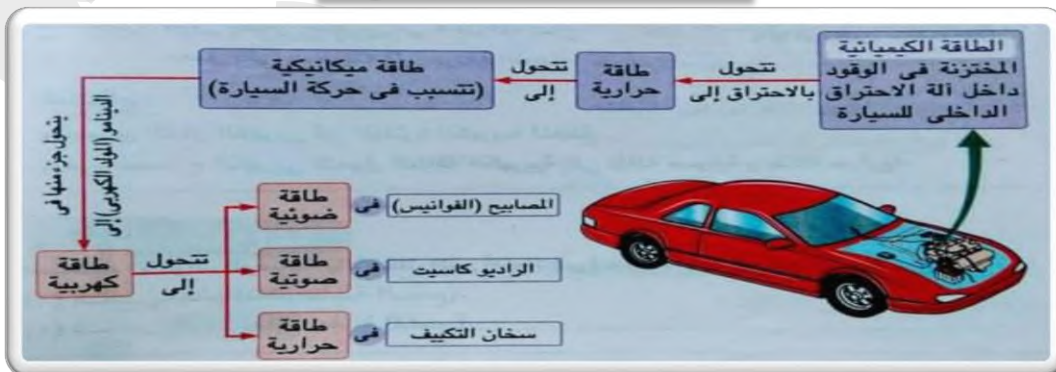 الطاقة الكيميائية
المختزنة فى الوقود
داخل آلة الاحتراق
الداخلى للسيارة
تتحول
بالاحتراق إلى
طاقة
حرارية
تتحول
إلى
طاقة ميكانيكية
(تتسبب فى حركة السيارة)
يتحول جزء منها فى
الدينامو (المولد الكهربى) إلى
طاقة
كهربية
تتحول
إلى
طاقة
ضوئية
فى
المصابيح (الفوانيس)
طاقة
صوتية
فى
الراديو كاسيت
طاقة
حرارية
فى
سخان التكييف